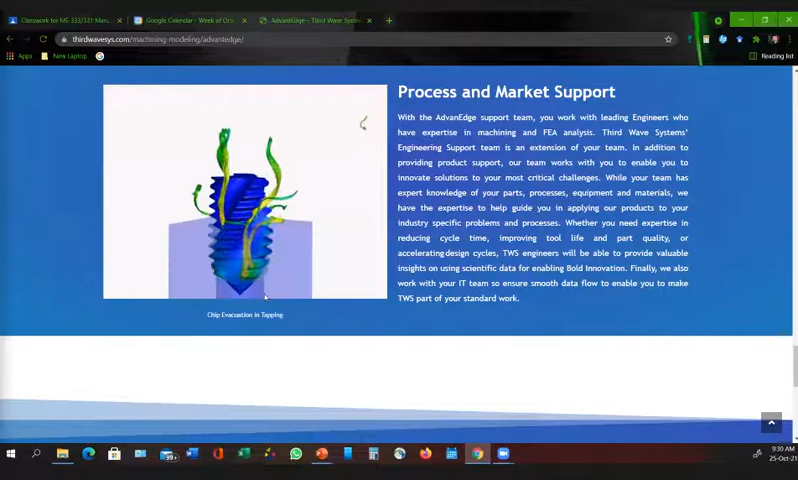 Classwork for ME 333/331 Man
Google Calendar - Week of Oct
AdvantEdge – Third Wave System
thirdwavesys.com/machining-modeling/advantedge/
Apps
New Laptop
Reading list
Process and Market Support
With the AdvanEdge support team, you work with leading Engineers who
have expertise in machining and FEA analysis. Third Wave Systems’
Engineering Support team is an extension of your team. In addition to
providing product support, our team works with you to enable you to
innovate solutions to your most critical challenges. While your team has
expert knowledge of your parts, processes, equipment and materials, we
have the expertise to help guide you in applying our products to your
industry specific problems and processes. Whether you need expertise in
reducing cycle time, improving tool life and part quality, or
accelerating design cycles, TWS engineers will be able to provide valuable
insights on using scientific data for enabling Bold Innovation. Finally, we also
work with your IT team so ensure smooth data flow to enable you to make
TWS part of your standard work.
Chip Evacuation in Tapping
99+
9:30 AM
25-Oct-21